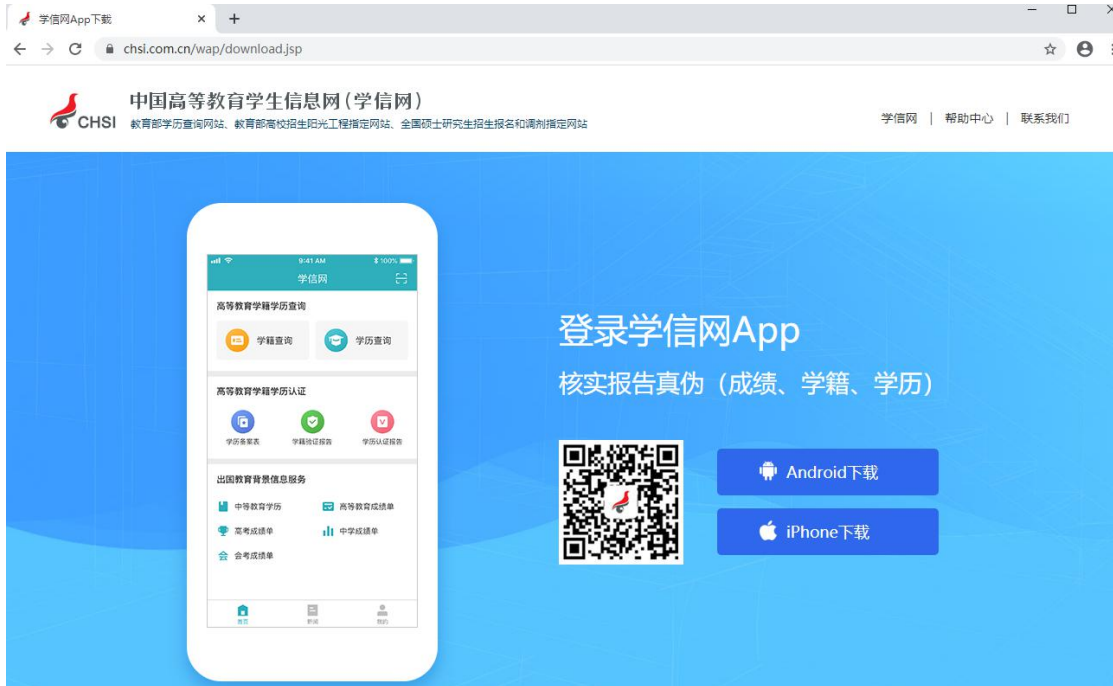 学信网App下载
chsi.com.cn/wap/download.jsp
CHSI
中国高等教育学生信息网(学信网)
教育部学历查询网站、教育部高校招生阳光工程指定网站、全国硕士研究生招生报名和调剂指定网站
学信网 | 帮助中心 | 联系我们
9:41 AM 100%
学信网
高等教育学籍学历查询
学籍查询 学历查询
高等教育学籍学历认证
学历备案表 学籍验证报告 学历认证报告
出国教育背景信息服务
中等教育学历 高等教育成绩单
高考成绩单 中学成绩单
会考成绩单
首页 新闻 我的
登录学信网App
核实报告真伪（成绩、学籍、学历）
Android下载
iPhone下载